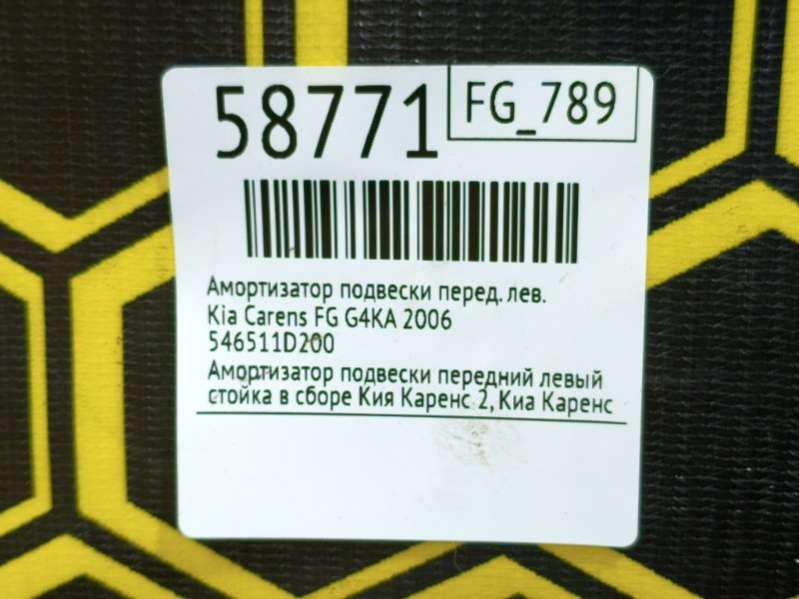 58771
FG_789
Амортизатор подвески перед. лев.
Kia Carens FG G4KA 2006
546511D200
Амортизатор подвески передний левый
стойка в сборе Кия Каренс 2, Киа Каренс